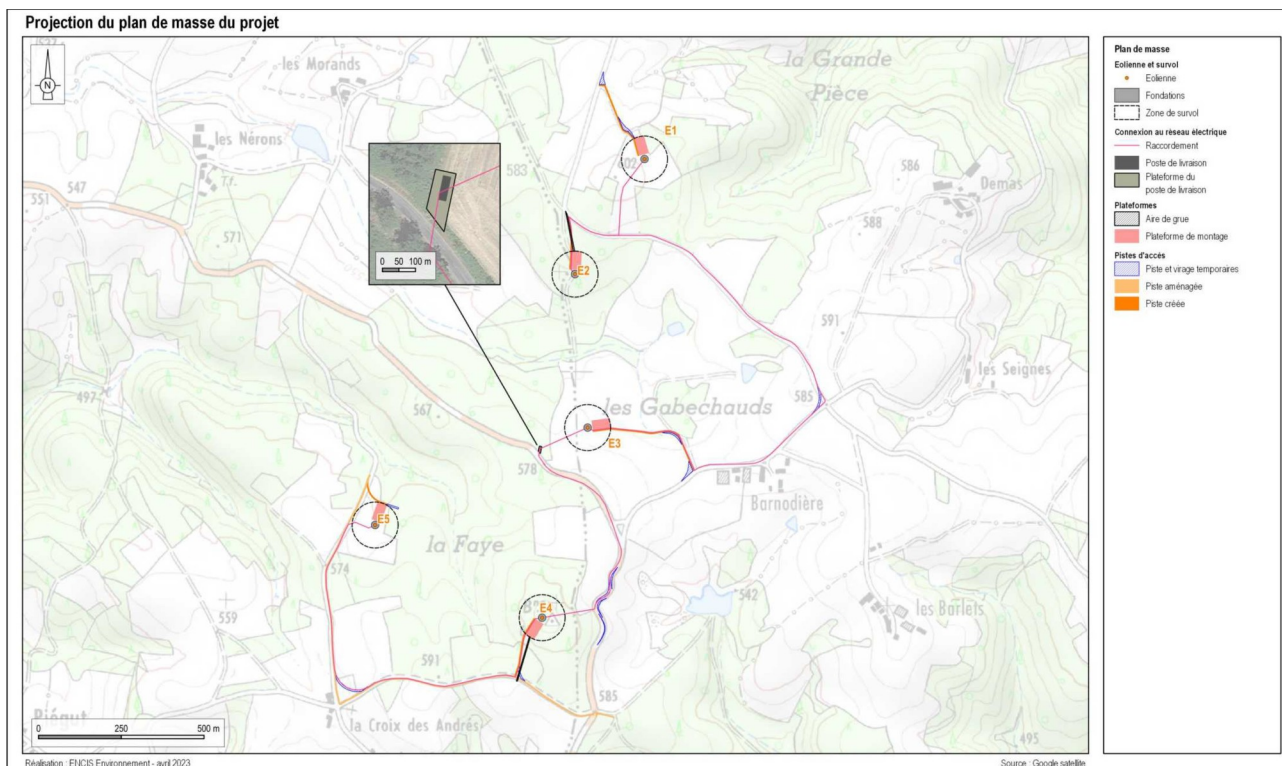 Projection du plan de masse du projet
N
les Morands
la Grande
Pièce
les Nérons
T.f.
583
E1
602
586
Demas
547
551
571
588
0 50 100 m
E2
591
les Seignes
497
567
les Gabechauds
585
E3
578
Barnodière
E5
la Faye
574
542
E4
les Barlets
559
591
585
la Croix des Andrés
495
0 250 500 m
Plan de masse
Eolienne et survol
Eolienne
Fondations
Zone de survol
Connexion au réseau électrique
Raccordement
Poste de livraison
Plateforme du
poste de livraison
Plateformes
Aire de grue
Plateforme de montage
Pistes d'accès
Piste et virage temporaires
Piste aménagée
Piste créée
Réalisation : ENCIS Environnement - avril 2023
Source : Google satellite